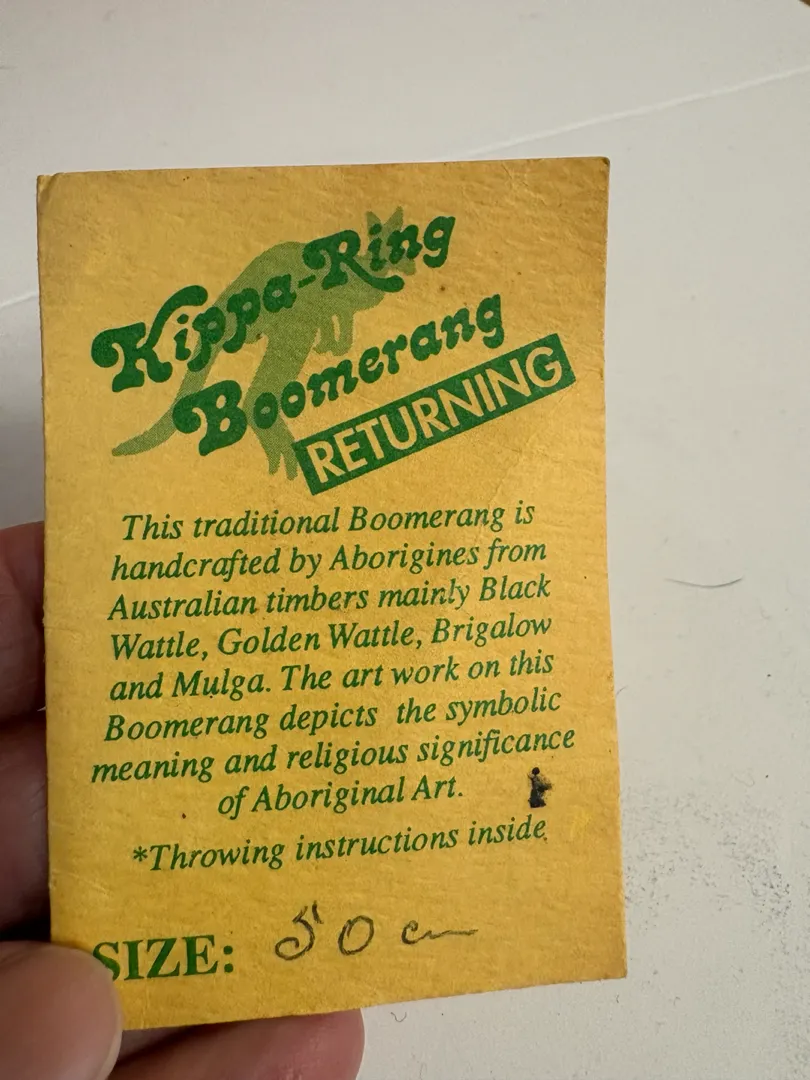 Kippa-Ring
Boomerang
RETURNING
This traditional Boomerang is
handcrafted by Aborigines from
Australian timbers mainly Black
Wattle, Golden Wattle, Brigalow
and Mulga. The art work on this
Boomerang depicts the symbolic
meaning and religious significance
of Aboriginal Art.
*Throwing instructions inside
SIZE: 50 cm